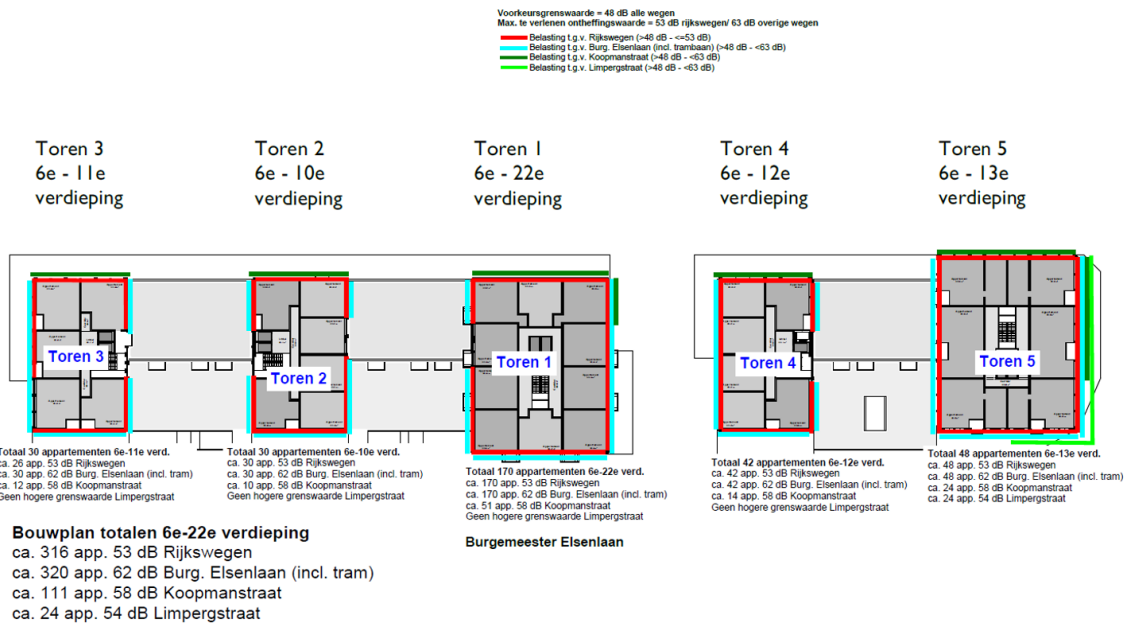 Voorkeursgrenswaarde = 48 dB alle wegen
Max. te verlenen ontheffingswaarde = 53 dB rijkswegen/ 63 dB overige wegen
Belasting t.g.v. Rijkswegen (>48 dB - <=53 dB)
Belasting t.g.v. Burg. Elsenlaan (incl. trambaan) (>48 dB - <63 dB)
Belasting t.g.v. Koopmanstraat (>48 dB - <63 dB)
Belasting t.g.v. Limpergstraat (>48 dB - <63 dB)
Toren 3
6e - 11e
verdieping
Toren 2
6e - 10e
verdieping
Toren 1
6e - 22e
verdieping
Toren 4
6e - 12e
verdieping
Toren 5
6e - 13e
verdieping
Toren 3
Toren 2
Toren 1
Toren 4
Toren 5
Totaal 30 appartementen 6e-11e verd.
ca. 26 app. 53 dB Rijkswegen
ca. 30 app. 62 dB Burg. Elsenlaan (incl. tram)
ca. 12 app. 58 dB Koopmanstraat
Geen hogere grenswaarde Limpergstraat
Totaal 30 appartementen 6e-10e verd.
ca. 30 app. 53 dB Rijkswegen
ca. 30 app. 62 dB Burg. Elsenlaan (incl. tram)
ca. 10 app. 58 dB Koopmanstraat
Geen hogere grenswaarde Limpergstraat
Totaal 170 appartementen 6e-22e verd.
ca. 170 app. 53 dB Rijkswegen
ca. 170 app. 62 dB Burg. Elsenlaan (incl. tram)
ca. 51 app. 58 dB Koopmanstraat
Geen hogere grenswaarde Limpergstraat
Totaal 42 appartementen 6e-12e verd.
ca. 42 app. 53 dB Rijkswegen
ca. 42 app. 62 dB Burg. Elsenlaan (incl. tram)
ca. 14 app. 58 dB Koopmanstraat
Geen hogere grenswaarde Limpergstraat
Totaal 48 appartementen 6e-13e verd.
ca. 48 app. 53 dB Rijkswegen
ca. 48 app. 62 dB Burg. Elsenlaan (incl. tram)
ca. 24 app. 58 dB Koopmanstraat
ca. 24 app. 54 dB Limpergstraat
Burgemeester Elsenlaan
Bouwplan totalen 6e-22e verdieping
ca. 316 app. 53 dB Rijkswegen
ca. 320 app. 62 dB Burg. Elsenlaan (incl. tram)
ca. 111 app. 58 dB Koopmanstraat
ca. 24 app. 54 dB Limpergstraat